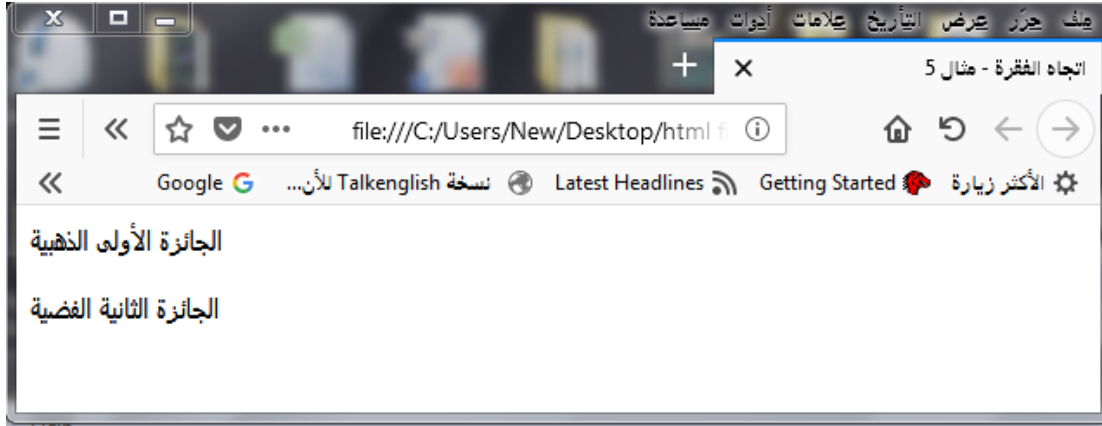 ملف حرّر عرض التأريخ علامات أدوات مساعدة
اتجاه الفقرة - مثال 5
file:///C:/Users/New/Desktop/html f
الأكثر زيارة Getting Started Latest Headlines نسخة Talkenglish للأن... Google
الجائزة الأولى الذهبية
الجائزة الثانية الفضية